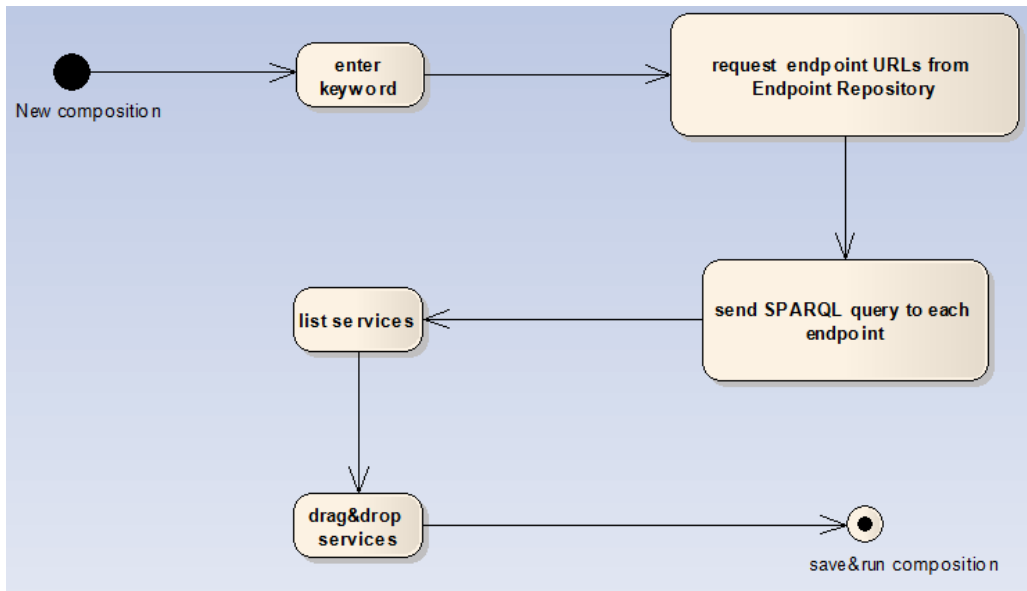 New composition
enter
keyword
request endpoint URLs from
Endpoint Repository
send SPARQL query to each
endpoint
list services
drag&drop
services
save&run composition